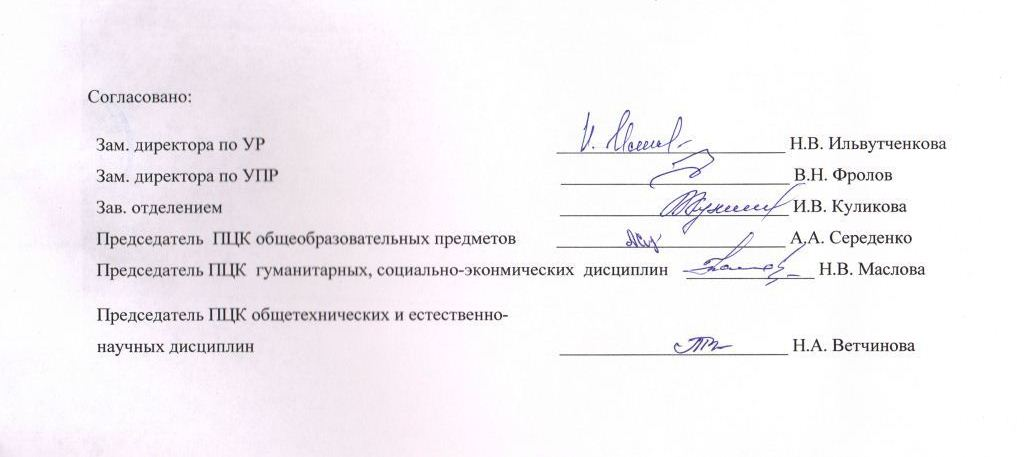 Согласовано:
Зам. директора по УР Н.В. Ильвутченкова
Зам. директора по УПР В.Н. Фролов
Зав. отделением И.В. Куликова
Председатель ПЦК общеобразовательных предметов А.А. Середенко
Председатель ПЦК гуманитарных, социально-экономических дисциплин Н.В. Маслова
Председатель ПЦК общетехнических и естественно-
научных дисциплин Н.А. Ветчинова